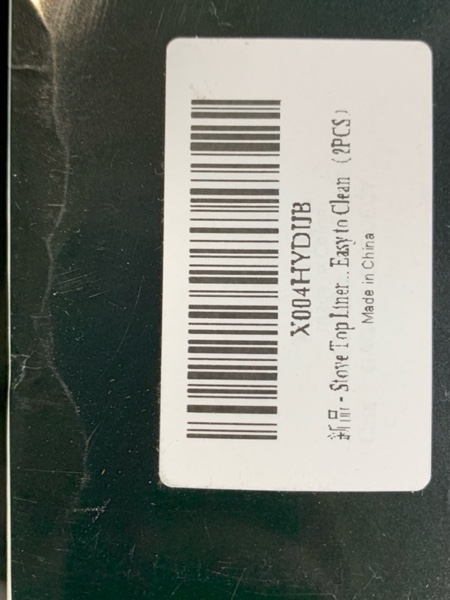 X004HYDIJB
新品 - Stove Top Liner... Easy to Clean （2PCS）
Made in China